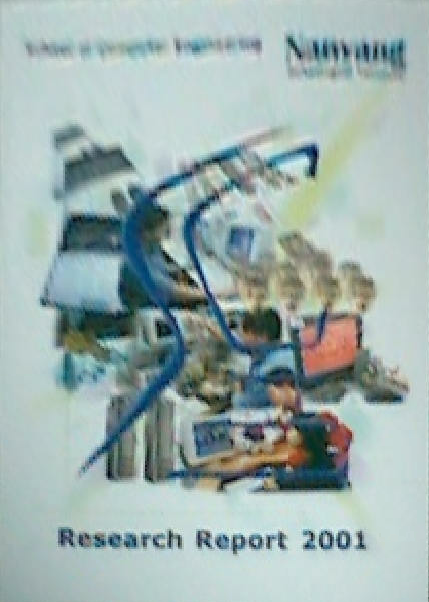 School of Computer Engineering
Nanyang
Research Report 2001